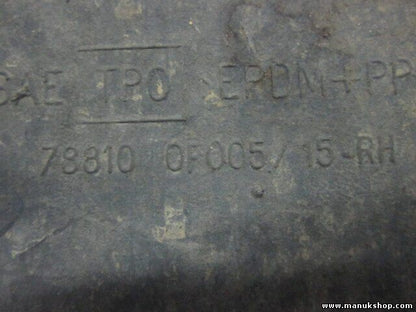 SAE TPO EPDM+PP
78810 0F005/15-RH
www.manukshop.com